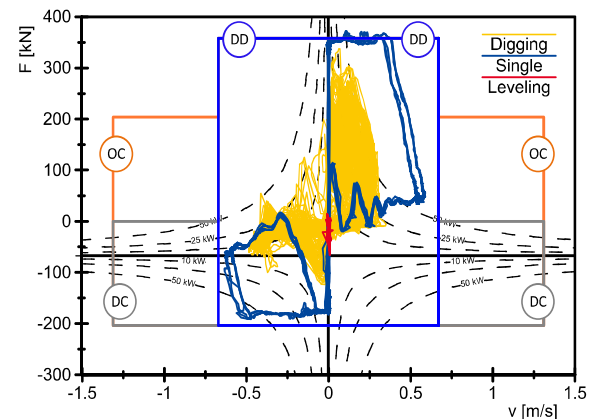 F [kN]
400
300
200
100
0
-100
-200
-300
-1.5
-1
-0.5
0
0.5
1
1.5
v [m/s]
DD
DD
Digging
Single
Leveling
OC
OC
50 kW
50 kW
25 kW
25 kW
10 kW
10 kW
50 kW
50 kW
DC
DC